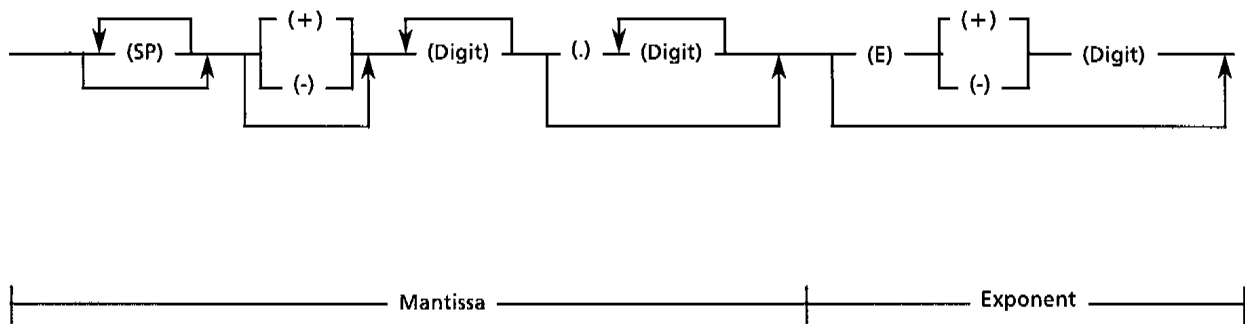 (+) (+)
(SP) (Digit) (.) (Digit) (E) (Digit)
(-) (-)
Mantissa Exponent